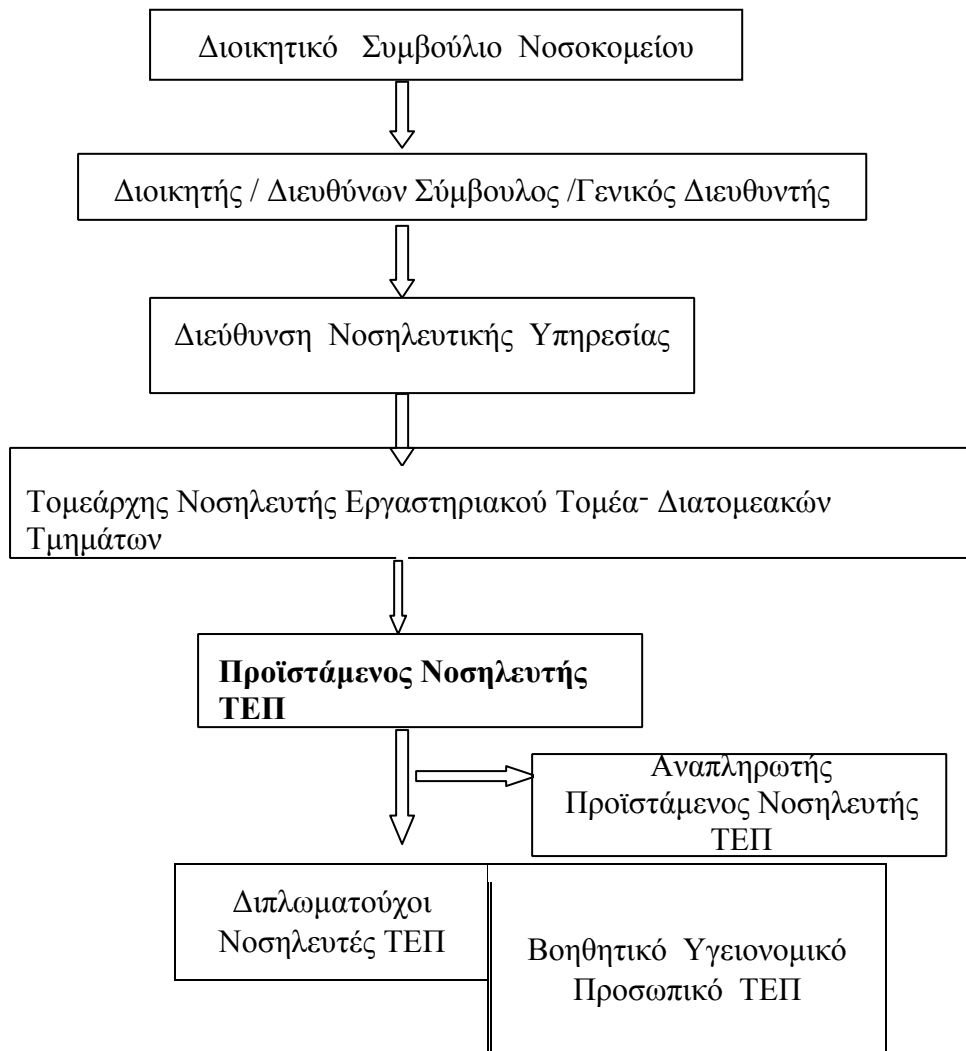 Διοικητικό Συμβούλιο Νοσοκομείου
Διοικητής / Διευθύνων Σύμβουλος /Γενικός Διευθυντής
Διεύθυνση Νοσηλευτικής Υπηρεσίας
Τομεάρχης Νοσηλευτής Εργαστηριακού Τομέα- Διατομεακών
Τμημάτων
Προϊστάμενος Νοσηλευτής
ΤΕΠ
Αναπληρωτής
Προϊστάμενος Νοσηλευτής
ΤΕΠ
Διπλωματούχοι
Νοσηλευτές ΤΕΠ
Βοηθητικό Υγειονομικό
Προσωπικό ΤΕΠ